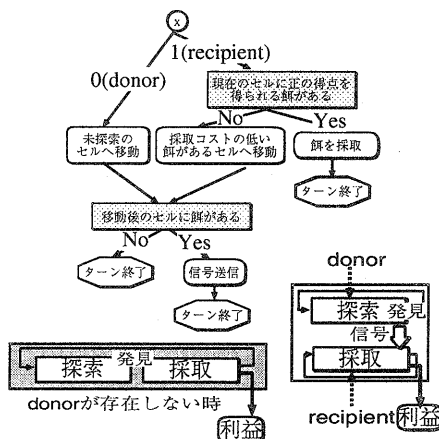 x
1(recipient)
0(donor)
現在のセルに正の得点を
得られる餌がある
No
Yes
未探索の
セルへ移動
採取コストの低い
餌があるセルへ移動
餌を採取
ターン終了
移動後のセルに餌がある
No
Yes
ターン終了
信号送信
ターン終了
donor
探索
発見
信号
採取
recipient
利益
発見
探索
採取
donorが存在しない時
利益